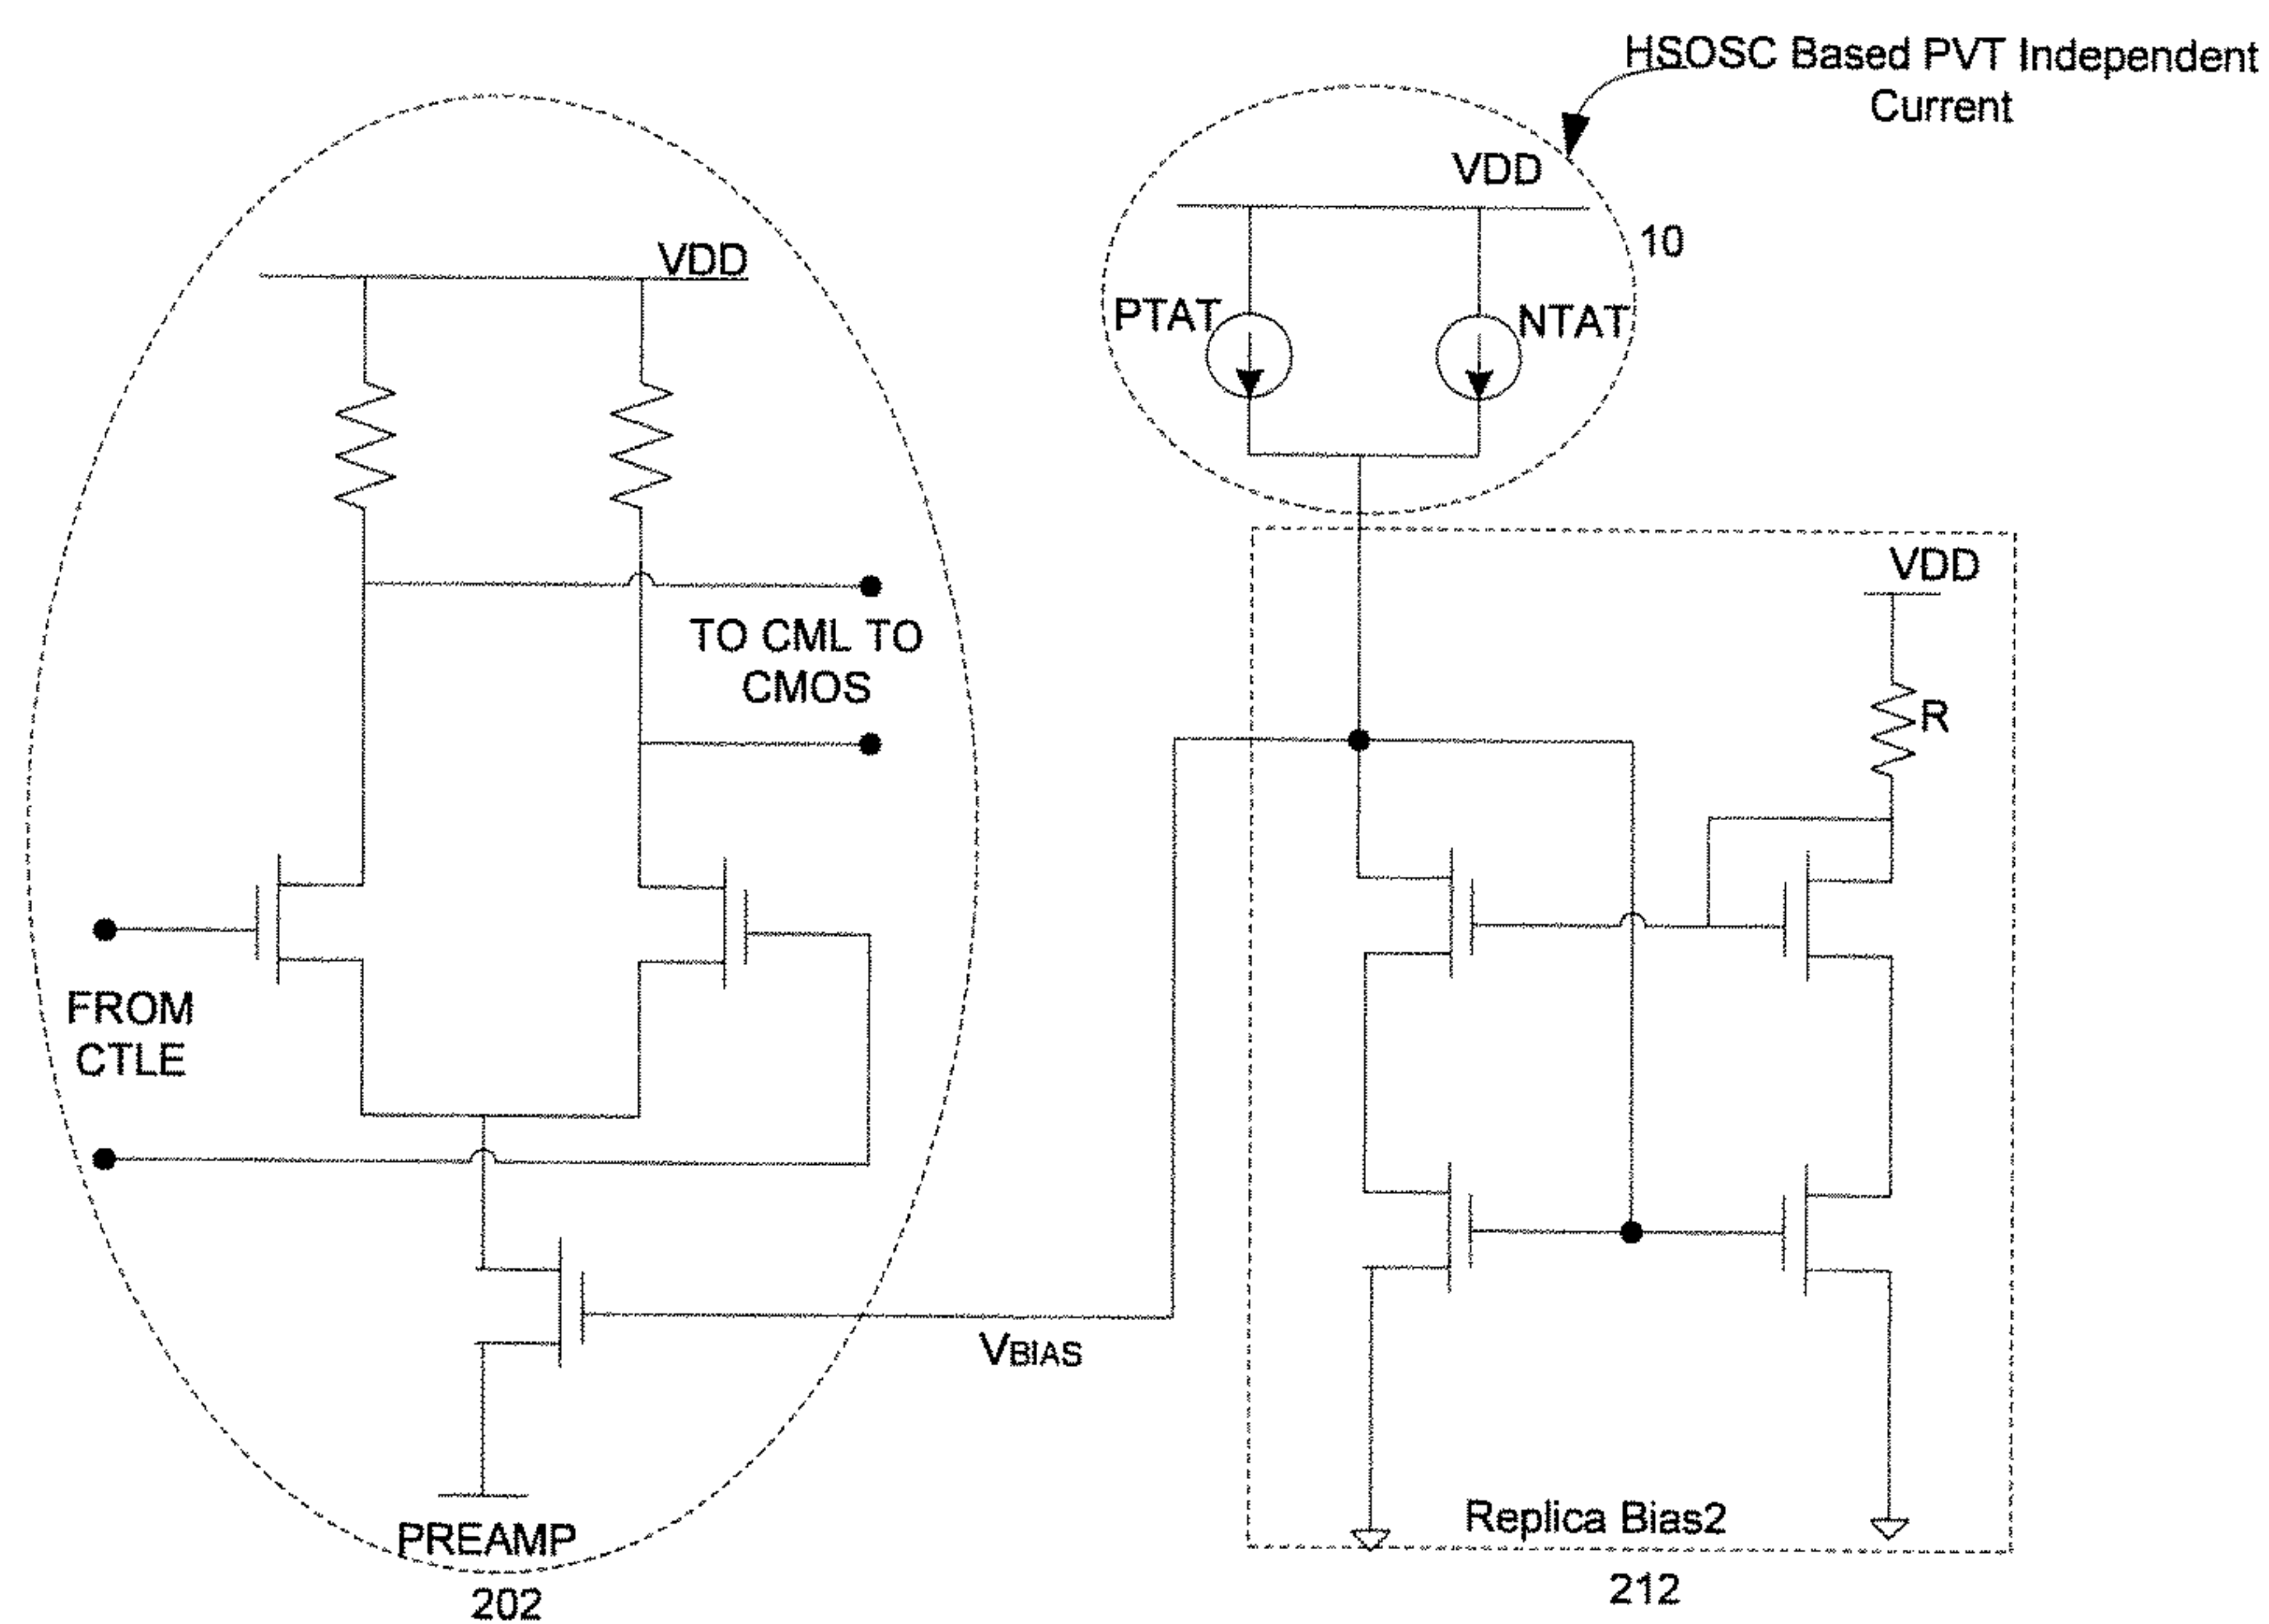 HSOSC Based PVT Independent
Current
VDD
10
VDD
PTAT
NTAT
VDD
TO CML TO
CMOS
R
FROM
CTLE
VBIAS
Replica Bias2
PREAMP
212
202